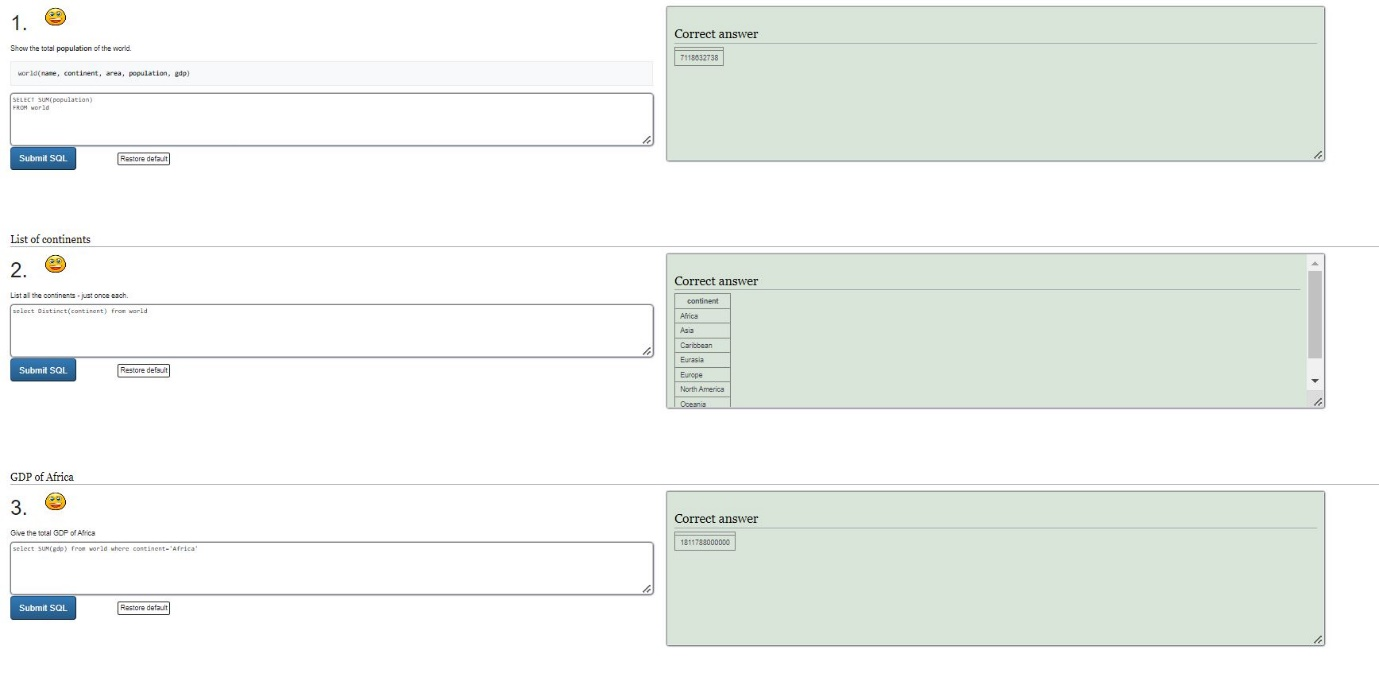 1.
Show the total population of the world.
world(name, continent, area, population, gdp)
SELECT SUM(population)
FROM world
Submit SQL
Restore default
Correct answer
7118632738
List of continents
2.
List all the continents - just once each.
select Distinct(continent) from world
Submit SQL
Restore default
Correct answer
continent
Africa
Asia
Caribbean
Eurasia
Europe
North America
Oceania
GDP of Africa
3.
Give the total GDP of Africa
select SUM(gdp) from world where continent='Africa'
Submit SQL
Restore default
Correct answer
1811788000000